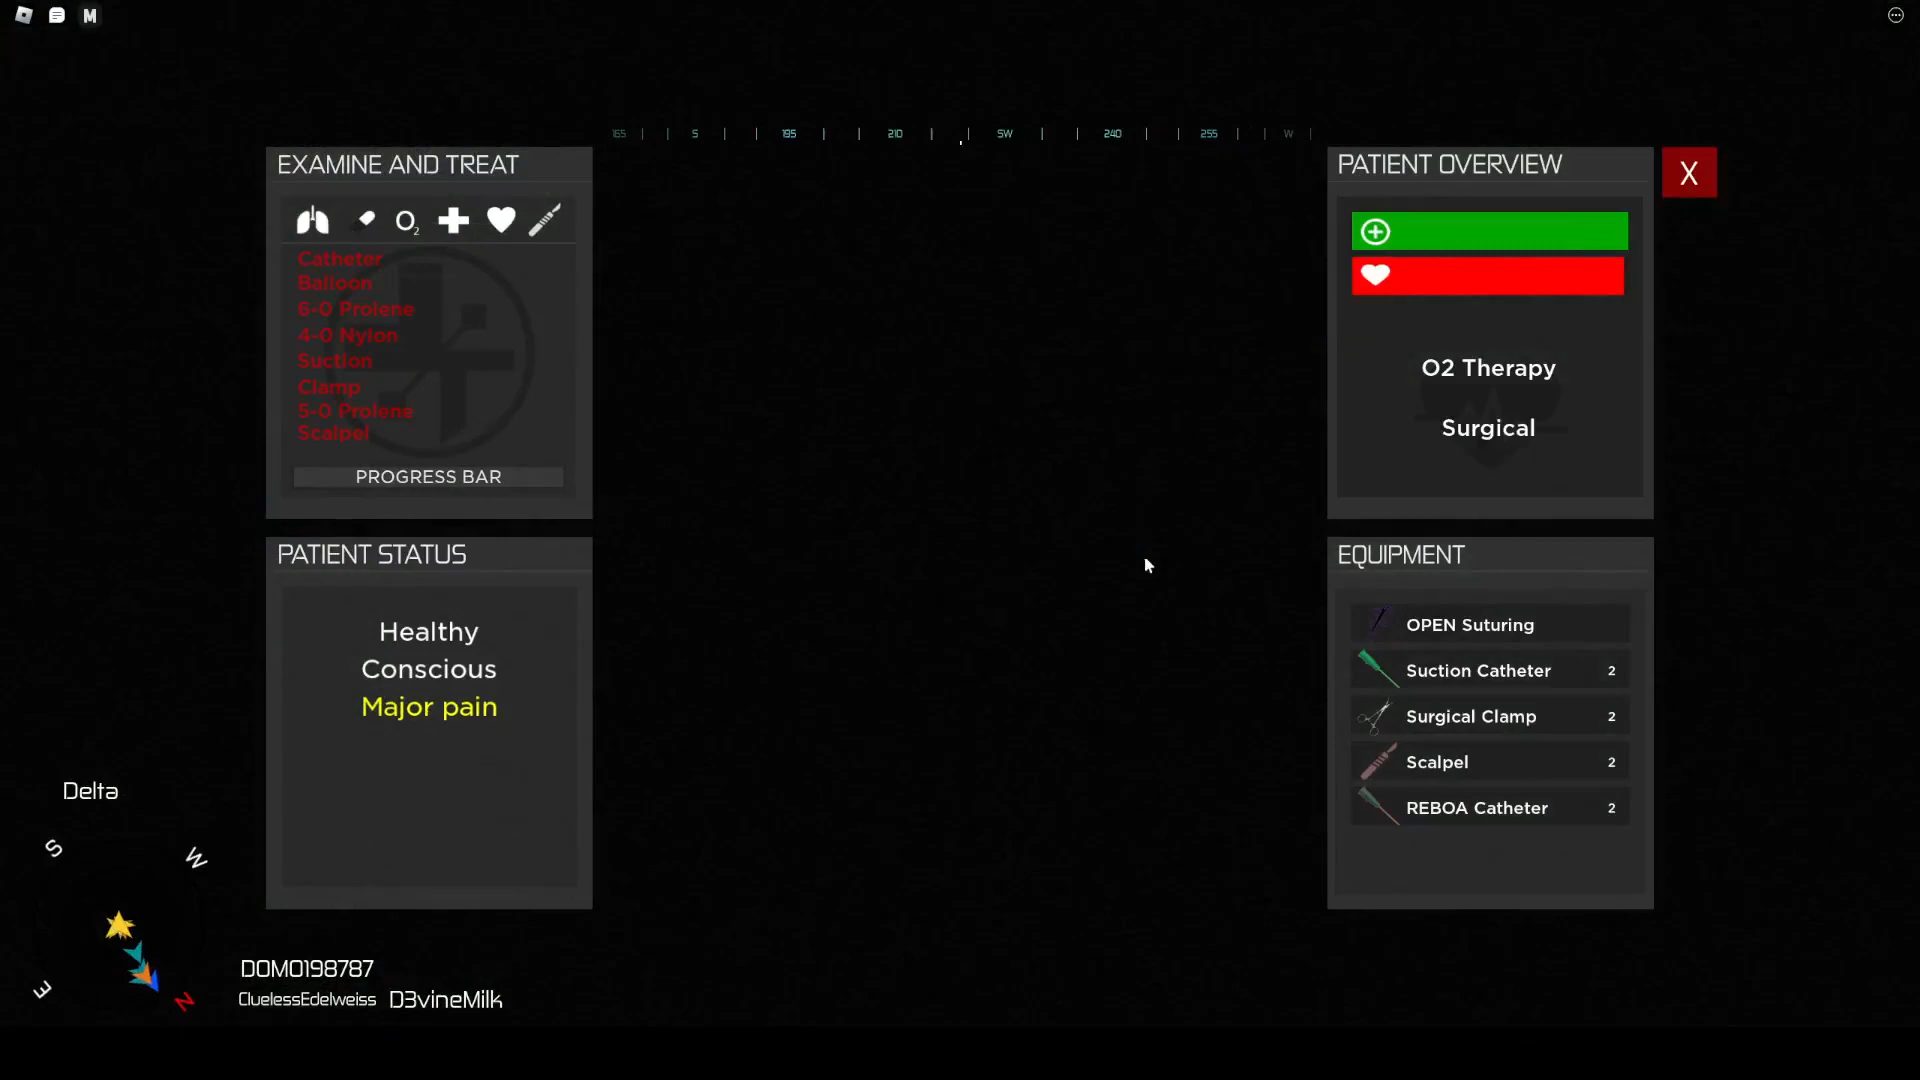 M
165 S 195 210 SW 240 255 W
EXAMINE AND TREAT
O2
Catheter
Balloon
6-0 Prolene
4-0 Nylon
Suction
Clamp
5-0 Prolene
Scalpel
PROGRESS BAR
PATIENT OVERVIEW
X
O2 Therapy
Surgical
PATIENT STATUS
Healthy
Conscious
Major pain
EQUIPMENT
OPEN Suturing
Suction Catheter 2
Surgical Clamp 2
Scalpel 2
REBOA Catheter 2
Delta
S
W
E
N
DOMO198787
CluelessEdelweiss D3vineMilk